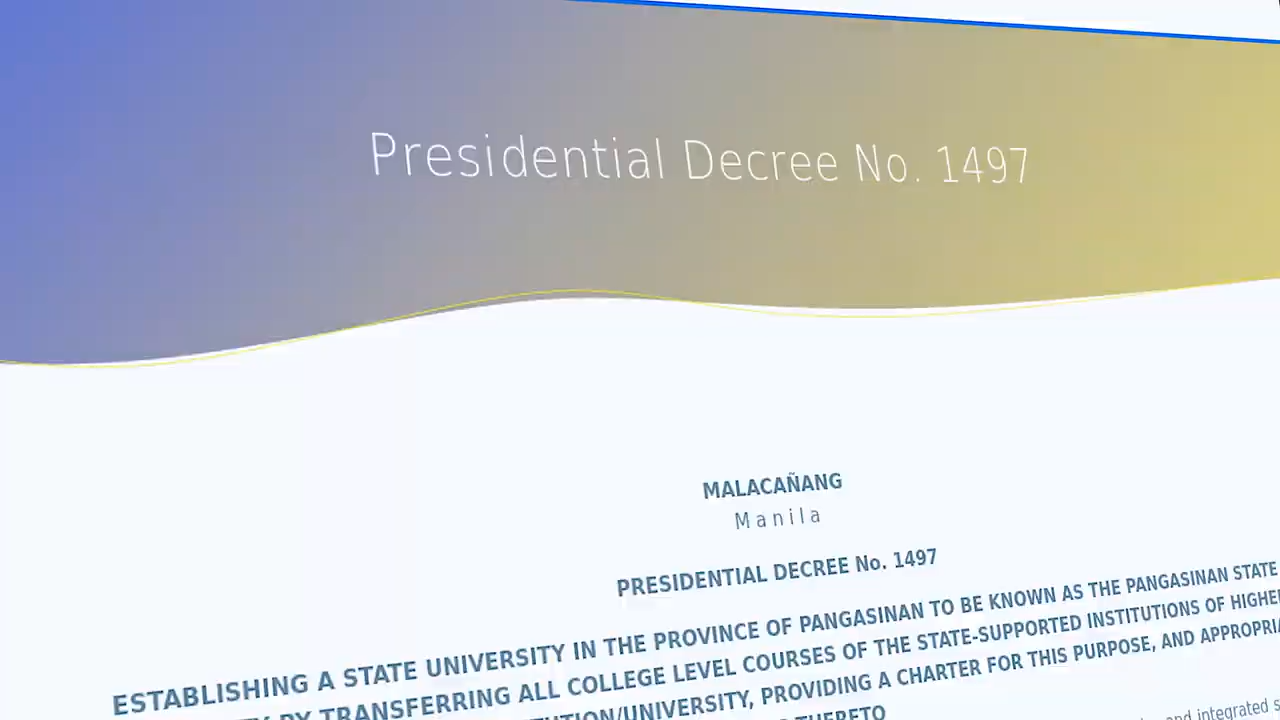 Presidential Decree No. 1497
MALACAÑANG
Manila
PRESIDENTIAL DECREE No. 1497
ESTABLISHING A STATE UNIVERSITY IN THE PROVINCE OF PANGASINAN TO BE KNOWN AS THE PANGASINAN STATE
BY TRANSFERRING ALL COLLEGE LEVEL COURSES OF THE STATE-SUPPORTED INSTITUTIONS OF HIGHER
PROVIDING A CHARTER FOR THIS PURPOSE, AND
THERETO
and integrated